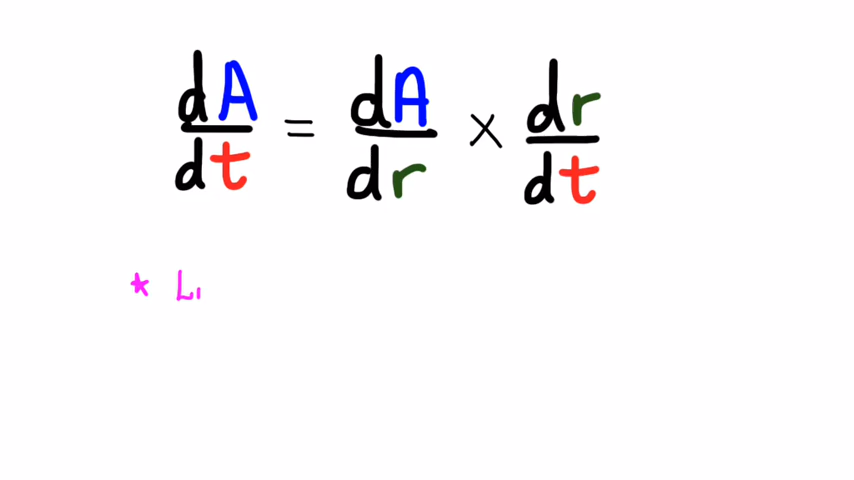 dA/dt = dA/dr × dr/dt
* L